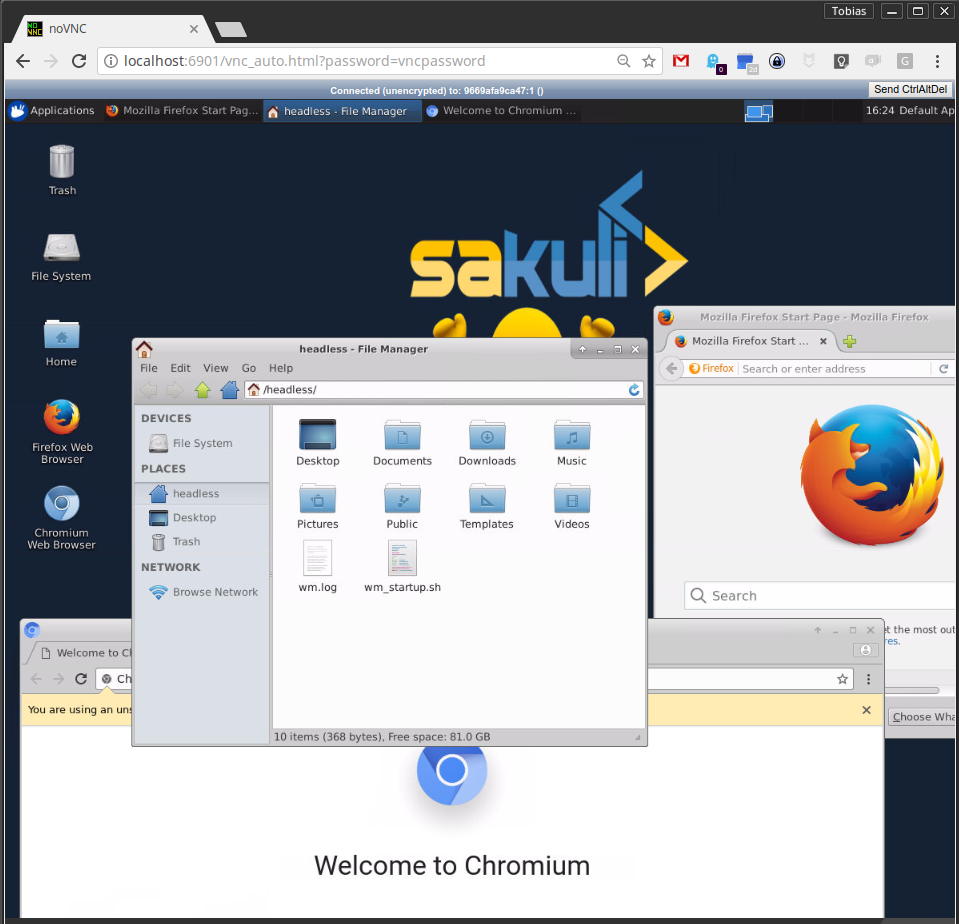 Tobias
NO VNC
noVNC
localhost:6901/vnc_auto.html?password=vncpassword
0
2d
a
G
Connected (unencrypted) to: 9669afa9ca47:1 ()
Send CtrlAltDel
Applications
Mozilla Firefox Start Pag...
headless - File Manager
Welcome to Chromium ...
16:24 Default Ap
Trash
File System
Home
Firefox Web
Browser
Chromium
Web Browser
sakuli
Mozilla Firefox Start Page - Mozilla Firefox
Mozilla Firefox Start ...
Firefox
Search or enter address
Search
et the most out
res.
Choose Wha
headless - File Manager
File Edit View Go Help
/headless/
DEVICES
File System
PLACES
headless
Desktop
Trash
NETWORK
Browse Network
Desktop Documents Downloads Music
Pictures Public Templates Videos
wm.log wm_startup.sh
10 items (368 bytes), Free space: 81.0 GB
Welcome to Ch
Ch
You are using an uns
Welcome to Chromium